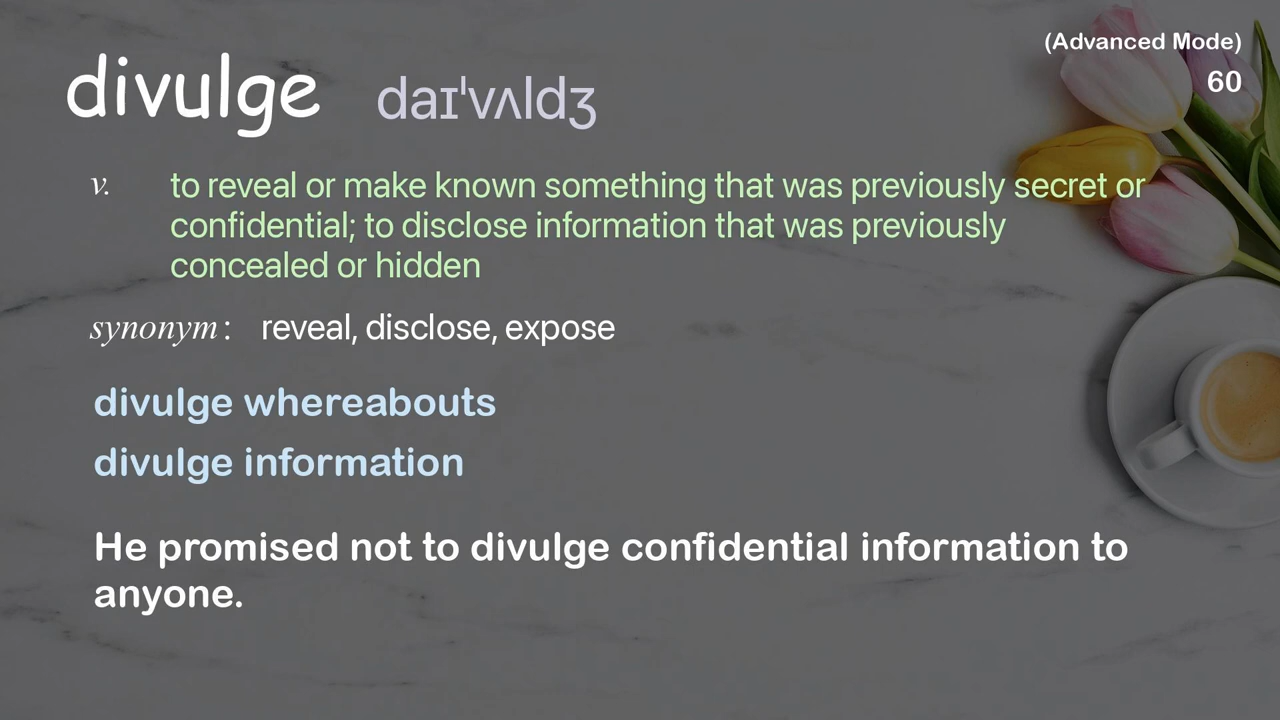 (Advanced Mode)
60
divulge daɪˈvʌldʒ
v. to reveal or make known something that was previously secret or
confidential; to disclose information that was previously
concealed or hidden
synonym: reveal, disclose, expose
divulge whereabouts
divulge information
He promised not to divulge confidential information to
anyone.